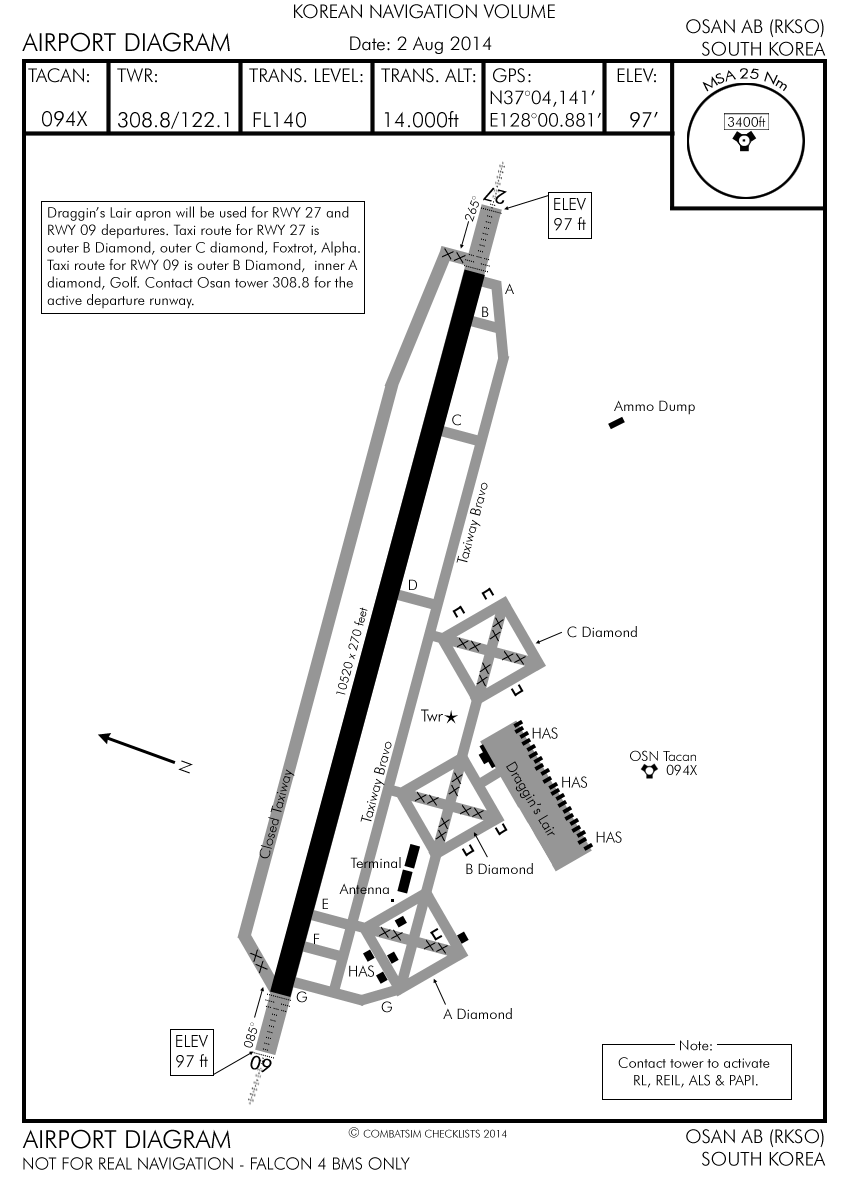 KOREAN NAVIGATION VOLUME
AIRPORT DIAGRAM
Date: 2 Aug 2014
OSAN AB (RKSO)
SOUTH KOREA
TACAN:
094X
TWR:
308.8/122.1
TRANS. LEVEL:
FL140
TRANS. ALT:
14.000ft
GPS:
N37°04,141’
E128°00.881’
ELEV:
97’
MSA 25 Nm
3400ft
Draggin’s Lair apron will be used for RWY 27 and
RWY 09 departures. Taxi route for RWY 27 is
outer B Diamond, outer C diamond, Foxtrot, Alpha.
Taxi route for RWY 09 is outer B Diamond, inner A
diamond, Golf. Contact Osan tower 308.8 for the
active departure runway.
27
265°
ELEV
97 ft
A
B
C
Ammo Dump
Taxiway Bravo
D
10520 x 270 feet
C Diamond
Twr
N
HAS
OSN Tacan
094X
HAS
Draggin’s Lair
Taxiway Bravo
Closed Taxiway
HAS
B Diamond
Terminal
Antenna
E
F
HAS
G
G
A Diamond
085°
ELEV
97 ft
09
Note:
Contact tower to activate
RL, REIL, ALS & PAPI.
AIRPORT DIAGRAM
NOT FOR REAL NAVIGATION - FALCON 4 BMS ONLY
© COMBATSIM CHECKLISTS 2014
OSAN AB (RKSO)
SOUTH KOREA